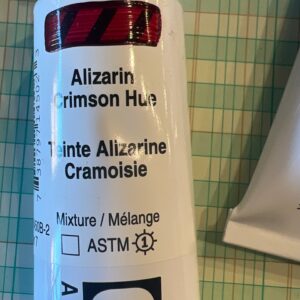 Alizarin
Crimson Hue
Teinte Alizarine
Cramoisie
Mixture / Mélange
ASTM I